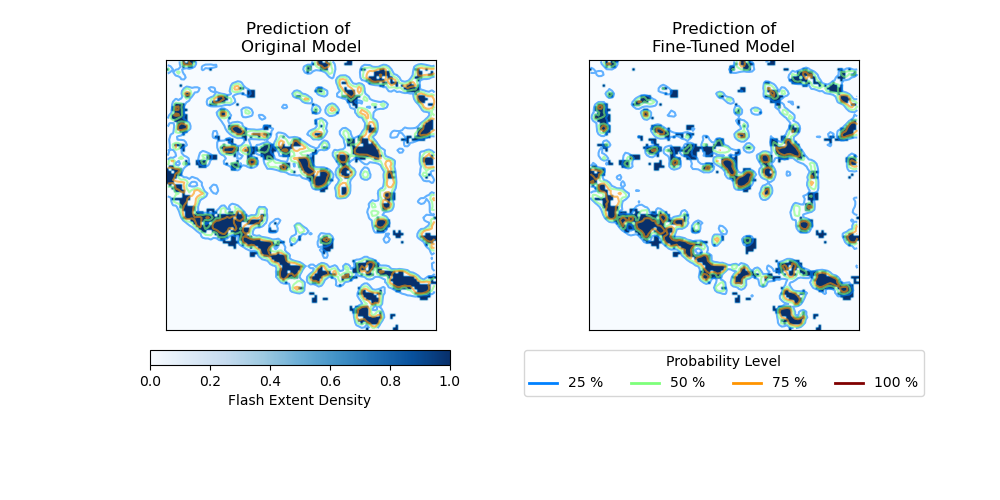 Prediction of
Original Model
Prediction of
Fine-Tuned Model
0.0 0.2 0.4 0.6 0.8 1.0
Flash Extent Density
Probability Level
25 % 50 % 75 % 100 %